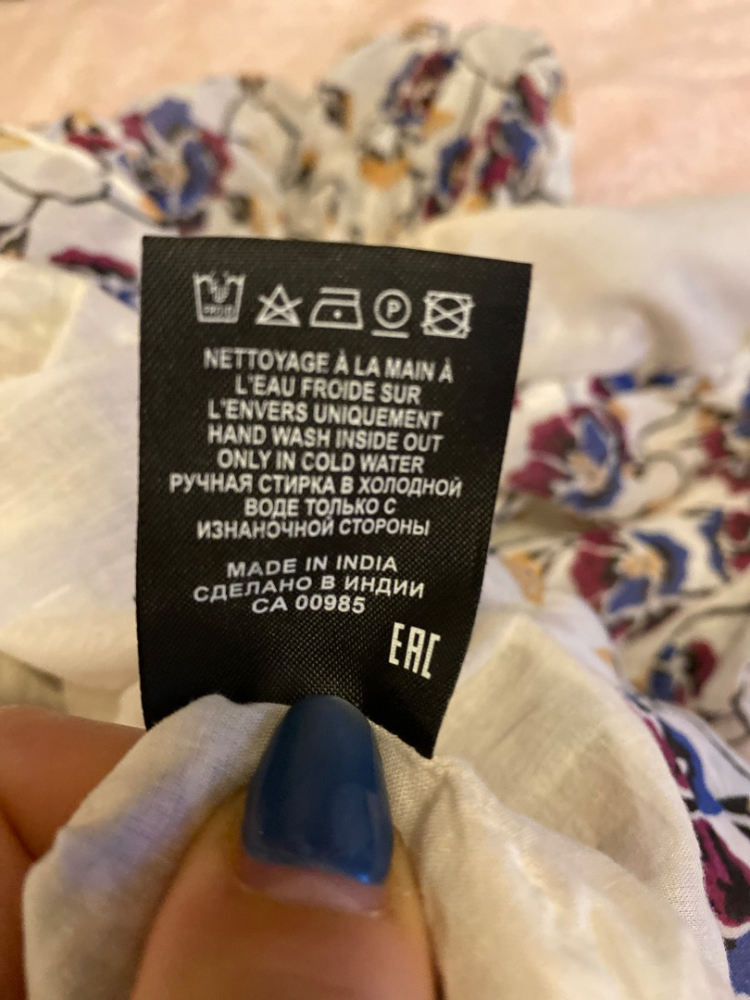 P
NETTOYAGE À LA MAIN À
L'EAU FROIDE SUR
L'ENVERS UNIQUEMENT
HAND WASH INSIDE OUT
ONLY IN COLD WATER
РУЧНАЯ СТИРКА В ХОЛОДНОЙ
ВОДЕ ТОЛЬКО С
ИЗНАНОЧНОЙ СТОРОНЫ
MADE IN INDIA
СДЕЛАНО В ИНДИИ
CA 00985
EAC